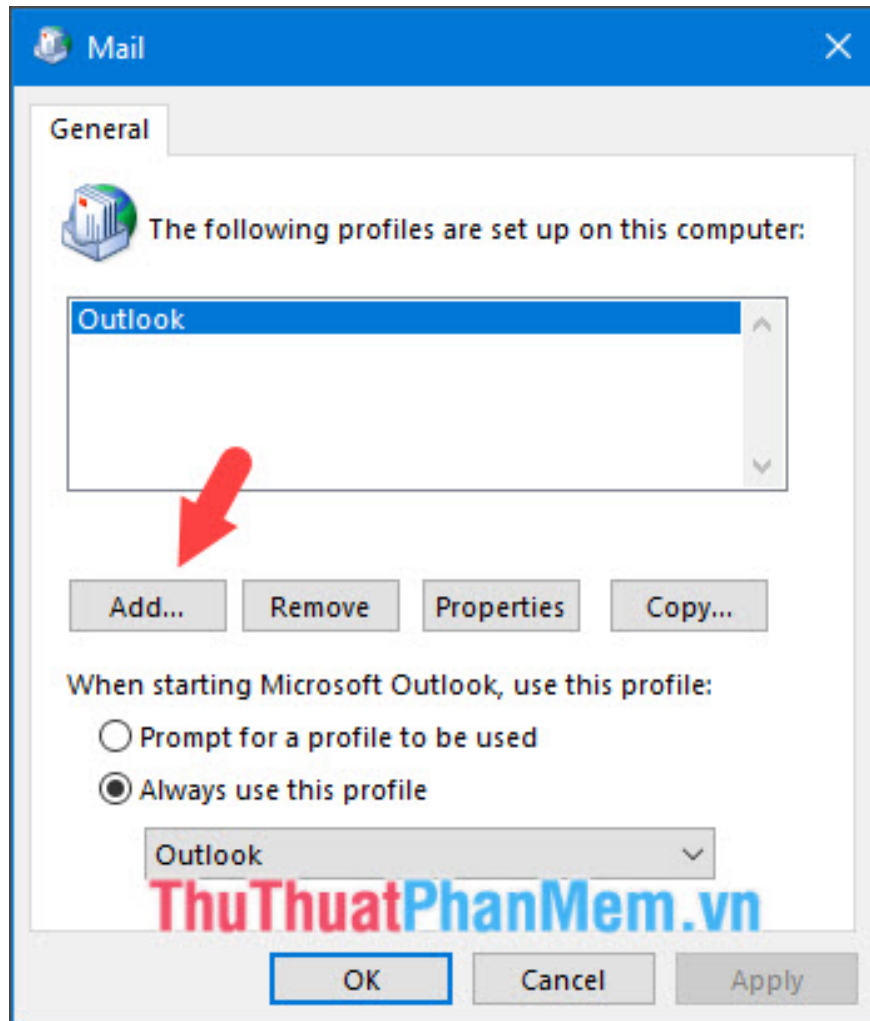 Mail
General
The following profiles are set up on this computer:
Outlook
Add... Remove Properties Copy...
When starting Microsoft Outlook, use this profile:
Prompt for a profile to be used
Always use this profile
Outlook
ThuThuatPhanMem.vn
OK Cancel Apply